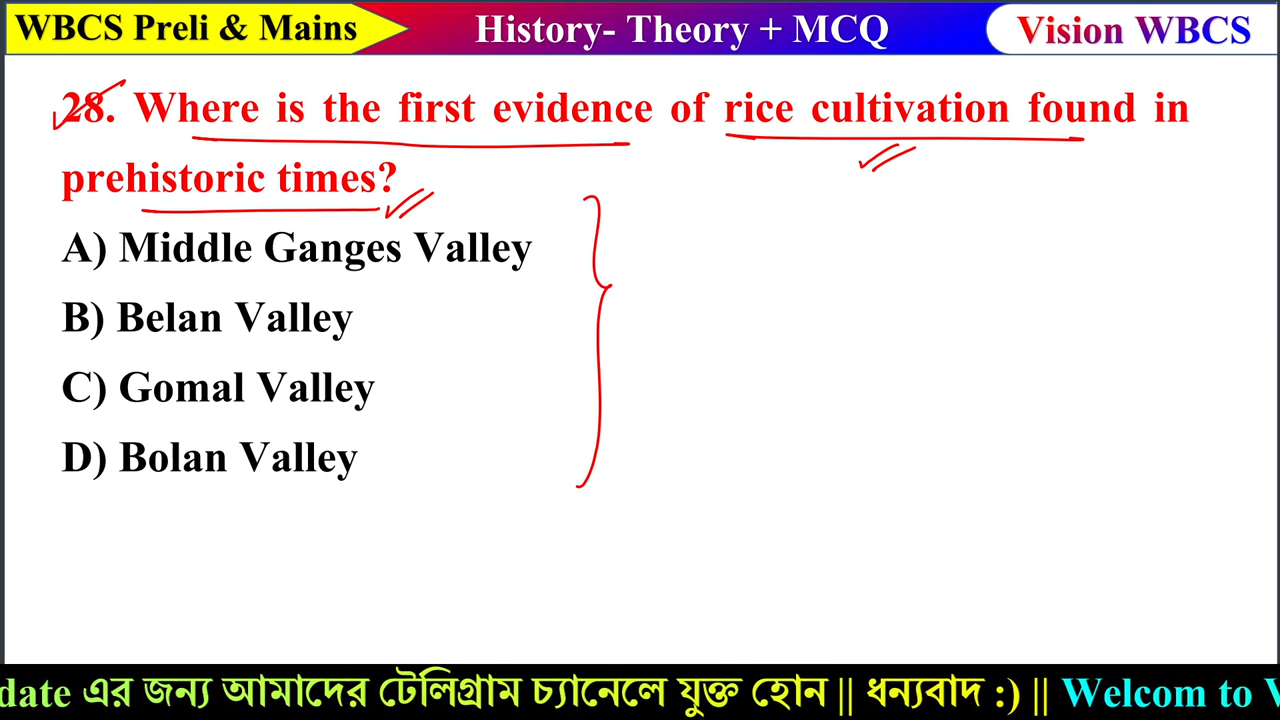 WBCS Preli & Mains
History- Theory + MCQ
Vision WBCS
28. Where is the first evidence of rice cultivation found in
prehistoric times?
A) Middle Ganges Valley
B) Belan Valley
C) Gomal Valley
D) Bolan Valley
date এর জন্য আমাদের টেলিগ্রাম চ্যানেলে যুক্ত হোন || ধন্যবাদ :) || Welcom to V